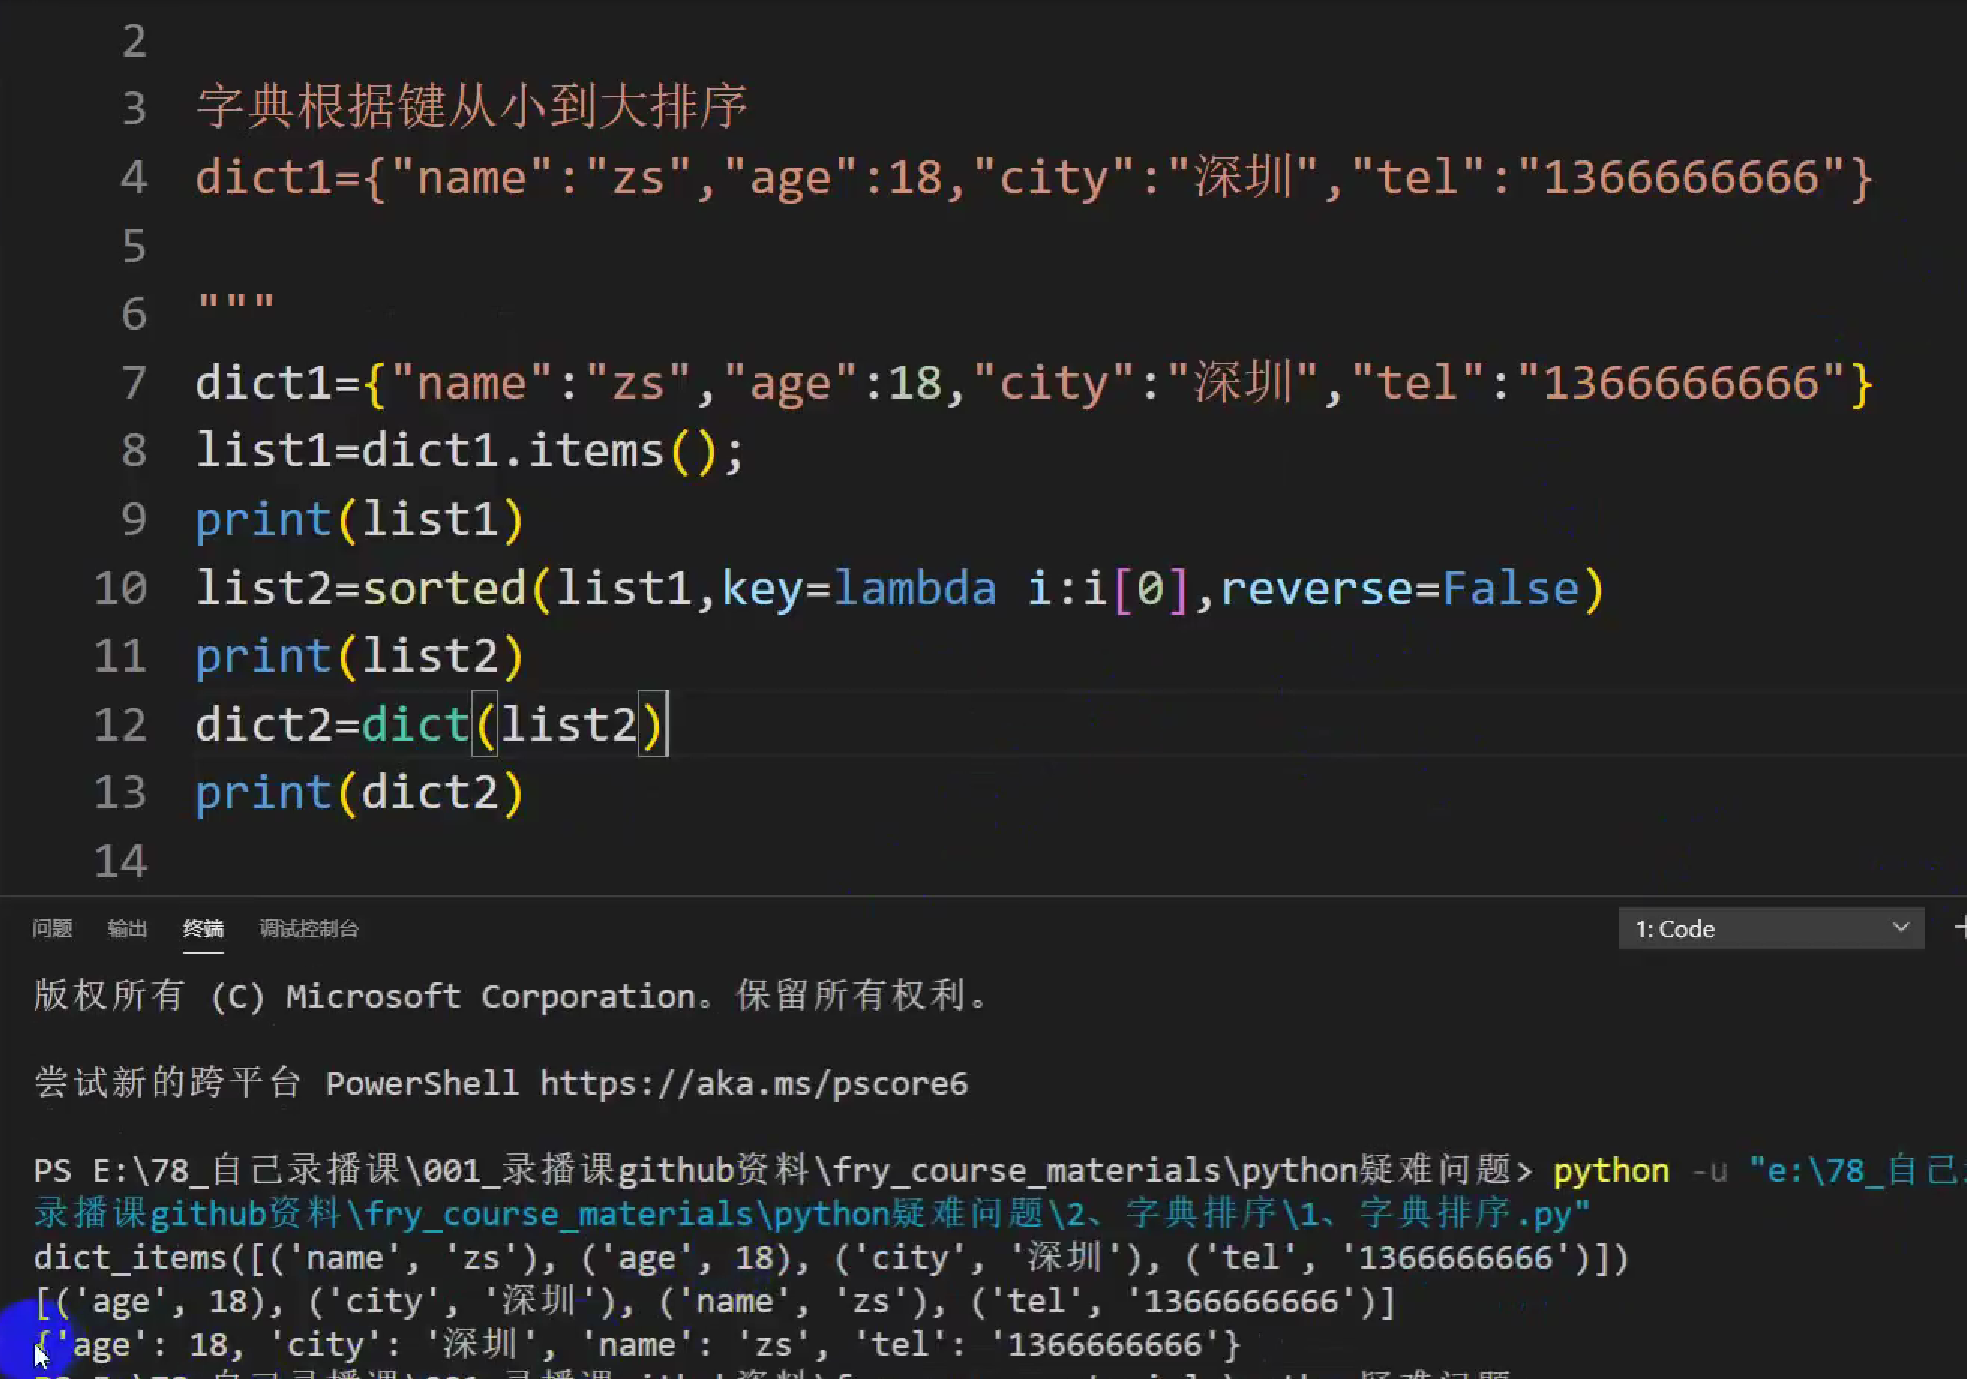 2
3 字典根据键从小到大排序
4 dict1={"name":"zs","age":18,"city":"深圳","tel":"1366666666"}
5
6 """
7 dict1={"name":"zs","age":18,"city":"深圳","tel":"1366666666"}
8 list1=dict1.items();
9 print(list1)
10 list2=sorted(list1,key=lambda i:i[0],reverse=False)
11 print(list2)
12 dict2=dict(list2)
13 print(dict2)
14
问题 输出 终端 调试控制台 1: Code
版权所有 (C) Microsoft Corporation。保留所有权利。
尝试新的跨平台 PowerShell https://aka.ms/pscore6
PS E:\78_自己录播课\001_录播课github资料\fry_course_materials\python疑难问题> python -u "e:\78_自己
录播课github资料\fry_course_materials\python疑难问题\2、字典排序\1、字典排序.py"
dict_items([('name', 'zs'), ('age', 18), ('city', '深圳'), ('tel', '1366666666')])
[('age', 18), ('city', '深圳'), ('name', 'zs'), ('tel', '1366666666')]
{'age': 18, 'city': '深圳', 'name': 'zs', 'tel': '1366666666'}